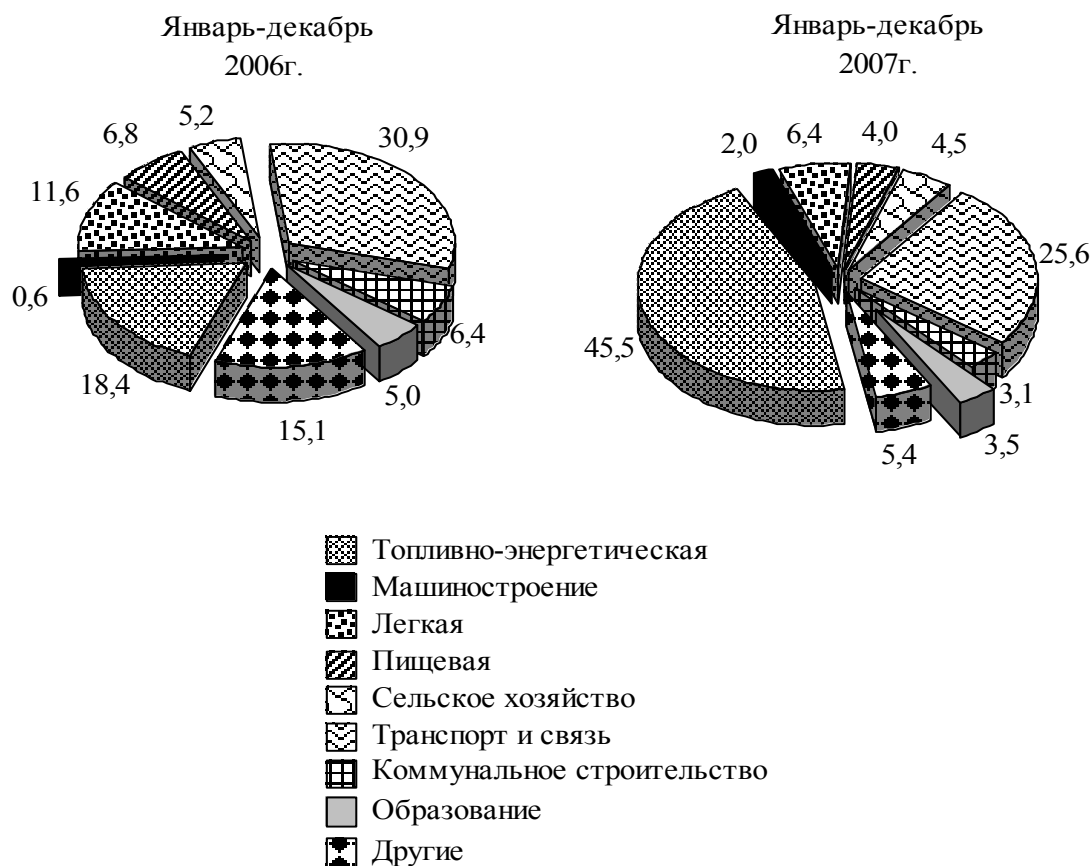 Январь-декабрь
2006г.
5,2
6,8
30,9
11,6
0,6
6,4
18,4
5,0
15,1
Январь-декабрь
2007г.
6,4
4,0
2,0
4,5
25,6
45,5
3,1
3,5
5,4
Топливно-энергетическая
Машиностроение
Легкая
Пищевая
Сельское хозяйство
Транспорт и связь
Коммунальное строительство
Образование
Другие